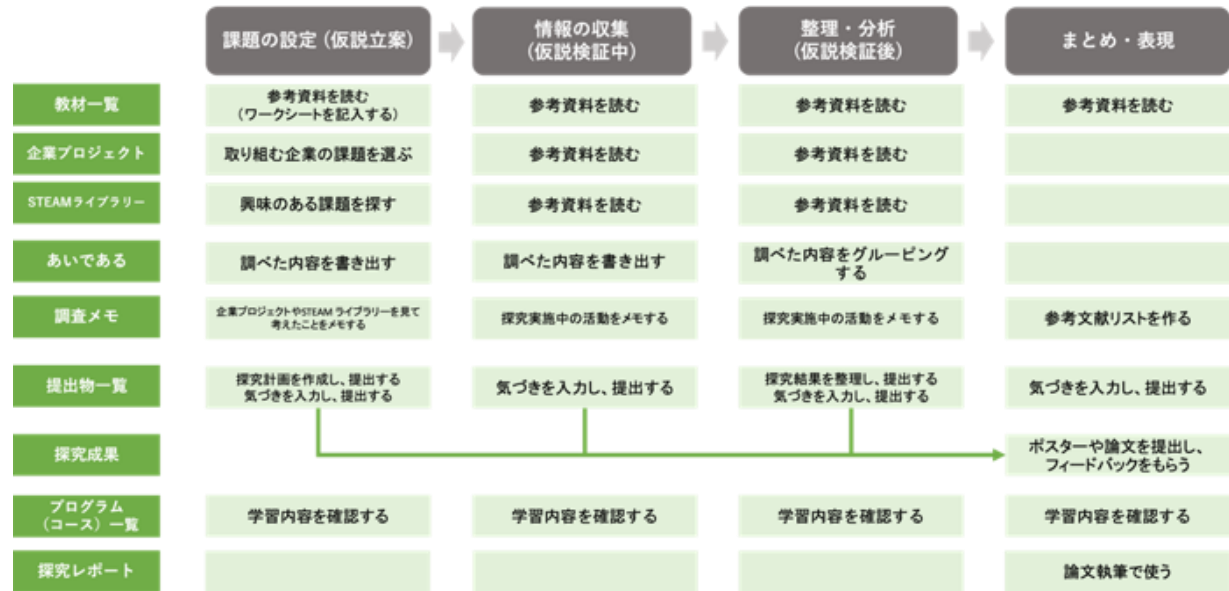 課題の設定（仮説立案）
情報の収集
（仮説検証中）
整理・分析
（仮説検証後）
まとめ・表現
教材一覧
参考資料を読む
（ワークシートを記入する）
参考資料を読む
参考資料を読む
参考資料を読む
企業プロジェクト
取り組む企業の課題を選ぶ
参考資料を読む
参考資料を読む
STEAMライブラリー
興味のある課題を探す
参考資料を読む
参考資料を読む
あいである
調べた内容を書き出す
調べた内容を書き出す
調べた内容をグルーピング
する
調査メモ
企業プロジェクトやSTEAM ライブラリーを見て
考えたことをメモする
探究実施中の活動をメモする
探究実施中の活動をメモする
参考文献リストを作る
提出物一覧
探究計画を作成し、提出する
気づきを入力し、提出する
気づきを入力し、提出する
探究結果を整理し、提出する
気づきを入力し、提出する
気づきを入力し、提出する
探究成果
ポスターや論文を提出し、
フィードバックをもらう
プログラム
（コース）一覧
学習内容を確認する
学習内容を確認する
学習内容を確認する
学習内容を確認する
探究レポート
論文執筆で使う